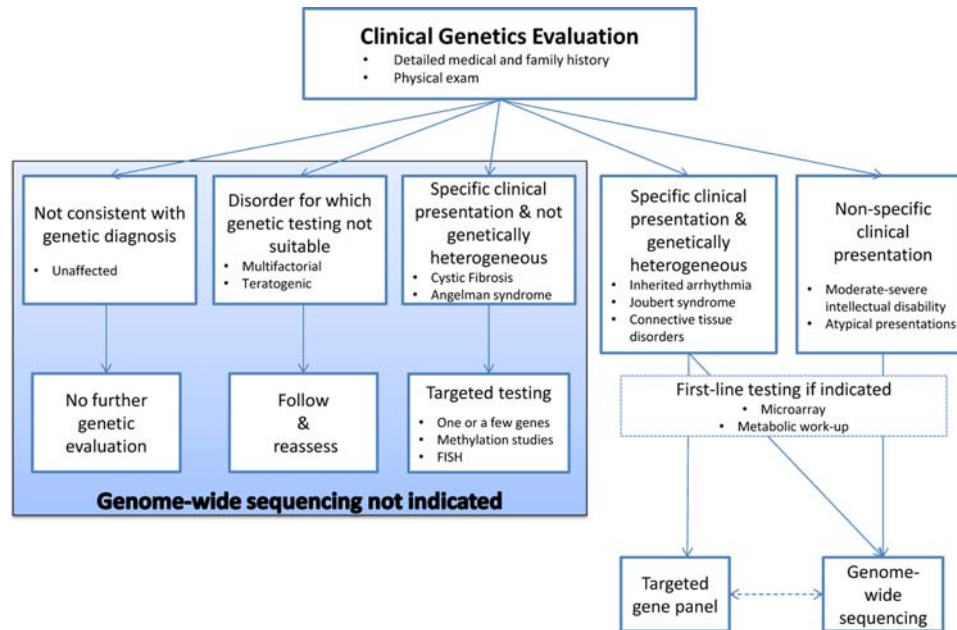 Clinical Genetics Evaluation
• Detailed medical and family history
• Physical exam
Not consistent with
genetic diagnosis
• Unaffected
Disorder for which
genetic testing not
suitable
• Multifactorial
• Teratogenic
Specific clinical
presentation & not
genetically
heterogeneous
• Cystic Fibrosis
• Angelman syndrome
Specific clinical
presentation &
genetically
heterogeneous
• Inherited arrhythmia
• Joubert syndrome
• Connective tissue
disorders
Non-specific
clinical
presentation
• Moderate-severe
intellectual disability
• Atypical presentations
No further
genetic
evaluation
Follow
&
reassess
Targeted testing
• One or a few genes
• Methylation studies
• FISH
Genome-wide sequencing not indicated
First-line testing if indicated
• Microarray
• Metabolic work-up
Targeted
gene panel
Genome-
wide
sequencing